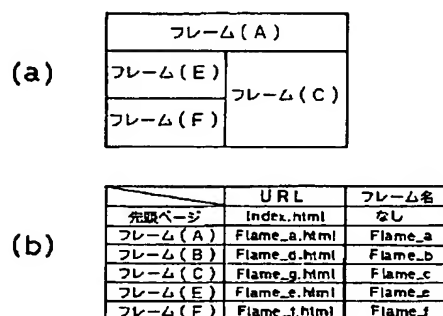 (a)
フレーム(A)
フレーム(E)
フレーム(C)
フレーム(F)
(b)
URL フレーム名
先頭ページ Index.html なし
フレーム(A) Flame_a.html Flame_a
フレーム(B) Flame_d.html Flame_b
フレーム(C) Flame_g.html Flame_c
フレーム(E) Flame_e.html Flame_e
フレーム(F) Flame_f.html Flame_f